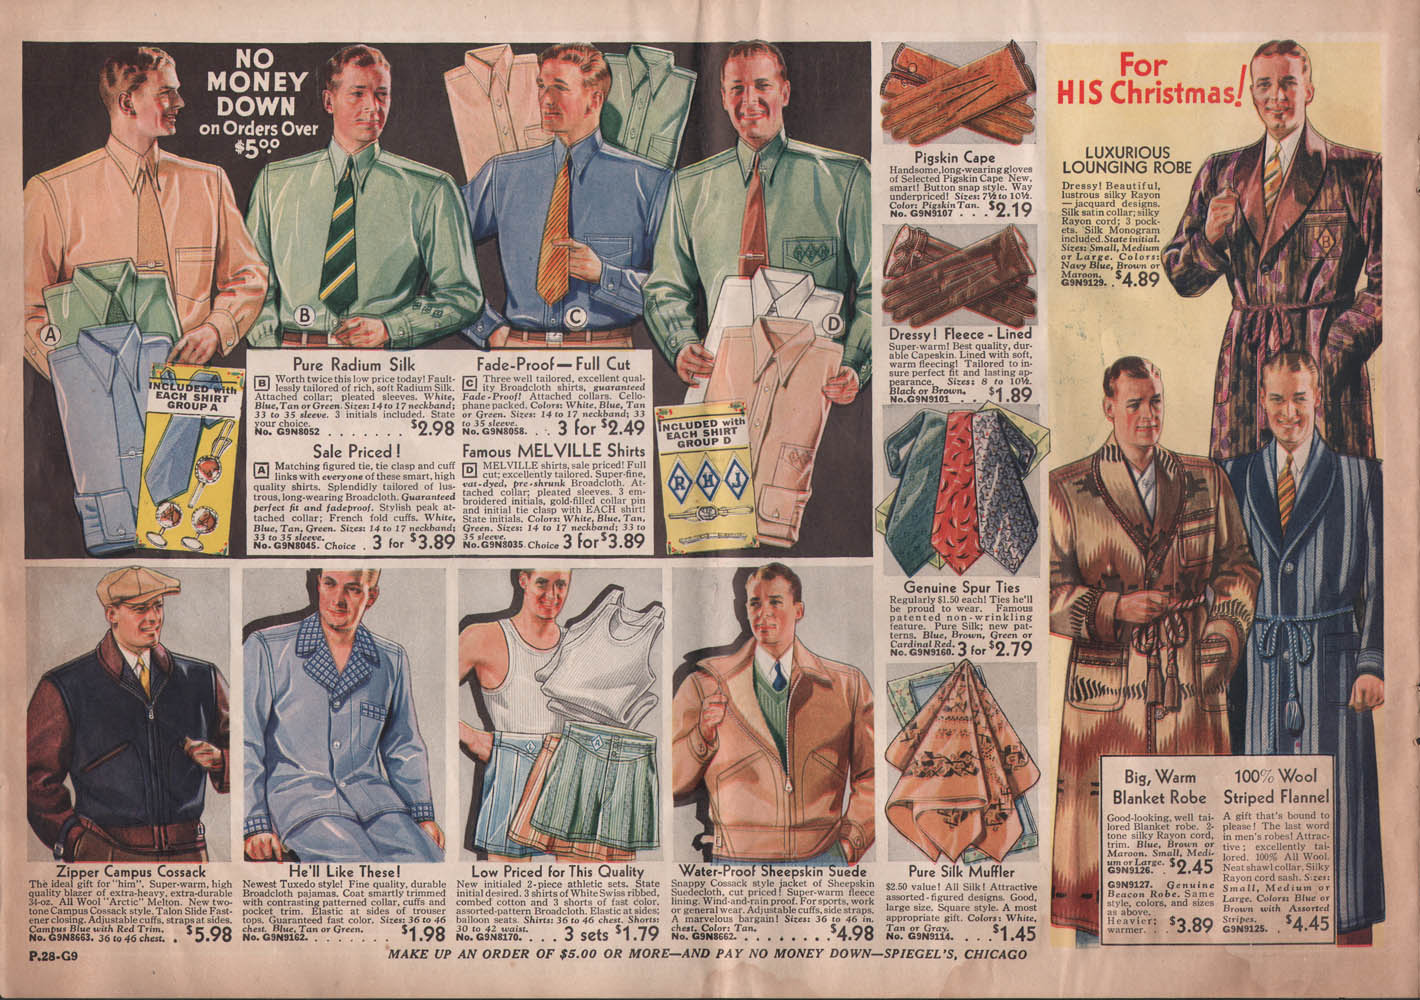 NO
MONEY
DOWN
on Orders Over
$5.00
A
B
C
D
INCLUDED with
EACH SHIRT
GROUP A
INCLUDED with
EACH SHIRT
GROUP D
R H J
Pure Radium Silk
B Worth twice this low price today! Fault-
lessly tailored of rich, soft Radium Silk.
Attached collar; pleated sleeves. White,
Blue, Tan or Green. Sizes: 14 to 17 neckband;
33 to 35 sleeve. 3 initials included. State
your choice.
No. G9N8052 . . . . . . . $2.98
Sale Priced!
A Matching figured tie, tie clasp and cuff
links with everyone of these smart, high
quality shirts. Splendidly tailored of lus-
trous, long-wearing Broadcloth. Guaranteed
perfect fit and fadeproof. Stylish peak at-
tached collar; French fold cuffs. White,
Blue, Tan, Green. Sizes: 14 to 17 neckband;
33 to 35 sleeve.
No. G9N8045. Choice . 3 for $3.89
Fade-Proof—Full Cut
C Three well tailored, excellent qual-
ity Broadcloth shirts, guaranteed
Fade-Proof! Attached collars. Cello-
phane packed. Colors: White, Blue, Tan
or Green. Sizes: 14 to 17 neckband; 33
to 35 sleeve.
No. G9N8058. . . 3 for $2.49
Famous MELVILLE Shirts
D MELVILLE shirts, sale priced! Full
cut; excellently tailored. Super-fine,
vat-dyed, pre-shrunk Broadcloth. At-
tached collar; pleated sleeves. 3 em-
broidered initials, gold-filled collar pin
and initial tie clasp with EACH shirt!
State initials. Colors: White, Blue, Tan,
Green. Sizes: 14 to 17 neckband; 33 to
35 sleeve.
No. G9N8035. Choice 3 for $3.89
Pigskin Cape
Handsome, long-wearing gloves
of Selected Pigskin Cape New,
smart! Button snap style. Way
underpriced! Sizes: 7½ to 10½.
Color: Pigskin Tan.
No. G9N9107 . . . $2.19
Dressy! Fleece-Lined
Super-warm! Best quality, dur-
able Capeskin. Lined with soft,
warm fleecing! Tailored to in-
sure perfect fit and lasting ap-
pearance. Sizes: 8 to 10½.
Black or Brown.
No. G9N9101 . . . $1.89
Genuine Spur Ties
Regularly $1.50 each! Ties he'll
be proud to wear. Famous
patented non-wrinkling
feature. Pure Silk; new pat-
terns. Blue, Brown, Green or
Cardinal Red.
No. G9N9160. 3 for $2.79
Pure Silk Muffler
$2.50 value! All Silk! Attractive
assorted-figured designs. Good,
large size. Square style. A most
appropriate gift. Colors: White,
Tan or Gray.
No. G9N9114. . . . $1.45
For
HIS Christmas!
LUXURIOUS
LOUNGING ROBE
Dressy! Beautiful,
lustrous silky Rayon
— jacquard designs.
Silk satin collar; silky
Rayon cord; 3 pock-
ets. Silk Monogram
included. State initial.
Sizes: Small, Medium
or Large. Colors:
Navy Blue, Brown or
Maroon.
G9N9129. . $4.89
B
Big, Warm
Blanket Robe
Good-looking, well tai-
lored Blanket robe. 2-
tone silky Rayon cord,
trim. Blue, Brown or
Maroon. Small, Medi-
um or Large.
G9N9126. . $2.45
G9N9127. Genuine
Beacon Robe. Same
style, colors, and sizes
as above.
Heavier;
warmer. . . $3.89
100% Wool
Striped Flannel
A gift that's bound to
please! The last word
in men's robes! Attrac-
tive; excellently tai-
lored. 100% All Wool.
Neat shawl collar, Silky
Rayon cord sash. Sizes:
Small, Medium or
Large. Colors: Blue or
Brown with Assorted
Stripes.
G9N9125. . $4.45
Zipper Campus Cossack
The ideal gift for "him". Super-warm, high
quality blazer of extra-heavy, extra-durable
34-oz. All Wool "Arctic" Melton. New two-
tone Campus Cossack style. Talon Slide Fast-
ener closing. Adjustable cuffs, straps at sides.
Campus Blue with Red Trim.
No. G9N8663. 36 to 46 chest. . $5.98
He'll Like These!
Newest Tuxedo style! Fine quality, durable
Broadcloth pajamas. Coat smartly trimmed
with contrasting patterned collar, cuffs and
pocket trim. Elastic at sides of trouser
tops. Guaranteed fast color. Sizes: 36 to 46
chest. Blue, Tan or Green.
No. G9N9162. . . . . . . . $1.98
Low Priced for This Quality
New initialed 2-piece athletic sets. State
initial desired. 3 shirts of White Swiss ribbed,
combed cotton and 3 shorts of fast color,
assorted-pattern Broadcloth. Elastic at sides;
balloon seats. Shirts: 36 to 46 chest. Shorts:
30 to 42 waist.
No. G9N8170. . . . 3 sets $1.79
Water-Proof Sheepskin Suede
Snappy Cossack style jacket of Sheepskin
Suedecloth, cut priced! Super-warm fleece
lining. Wind-and-rain proof. For sports, work
or general wear. Adjustable cuffs, side straps.
A marvelous bargain! Sizes: 36 to 46 in.
chest. Color: Tan.
No. G9N8662. . . . . . . . $4.98
P.28-G9
MAKE UP AN ORDER OF $5.00 OR MORE—AND PAY NO MONEY DOWN—SPIEGEL'S, CHICAGO